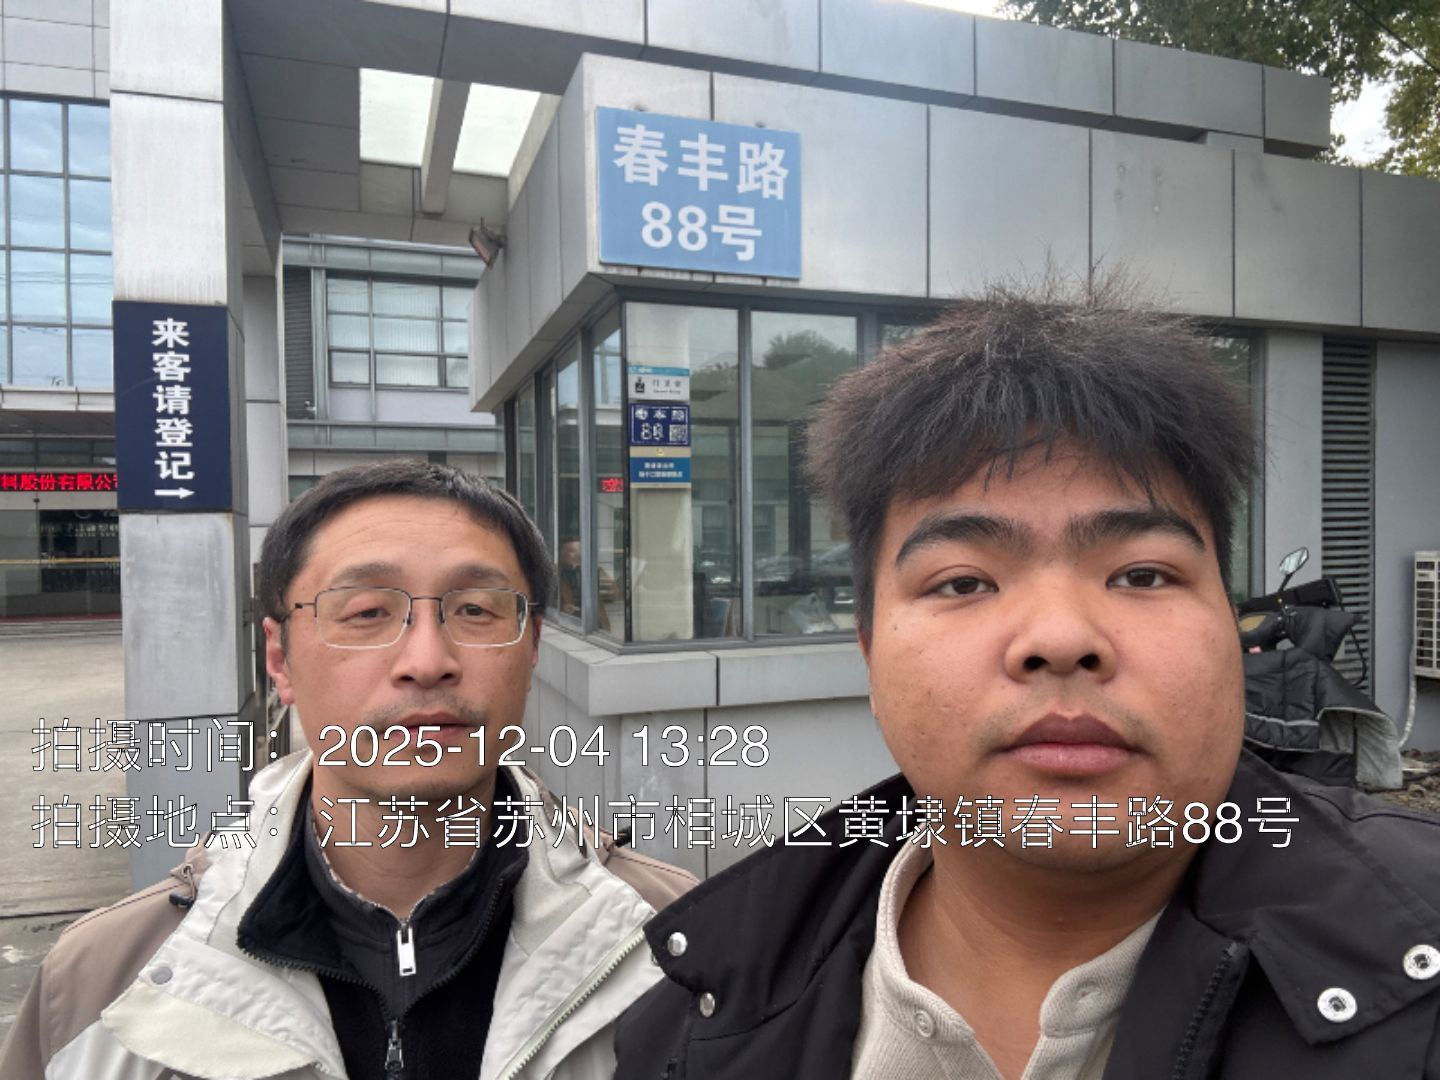 春丰路
88号
来客请登记
料股份有限公司
拍摄时间：2025-12-04 13:28
拍摄地点：江苏省苏州市相城区黄埭镇春丰路88号